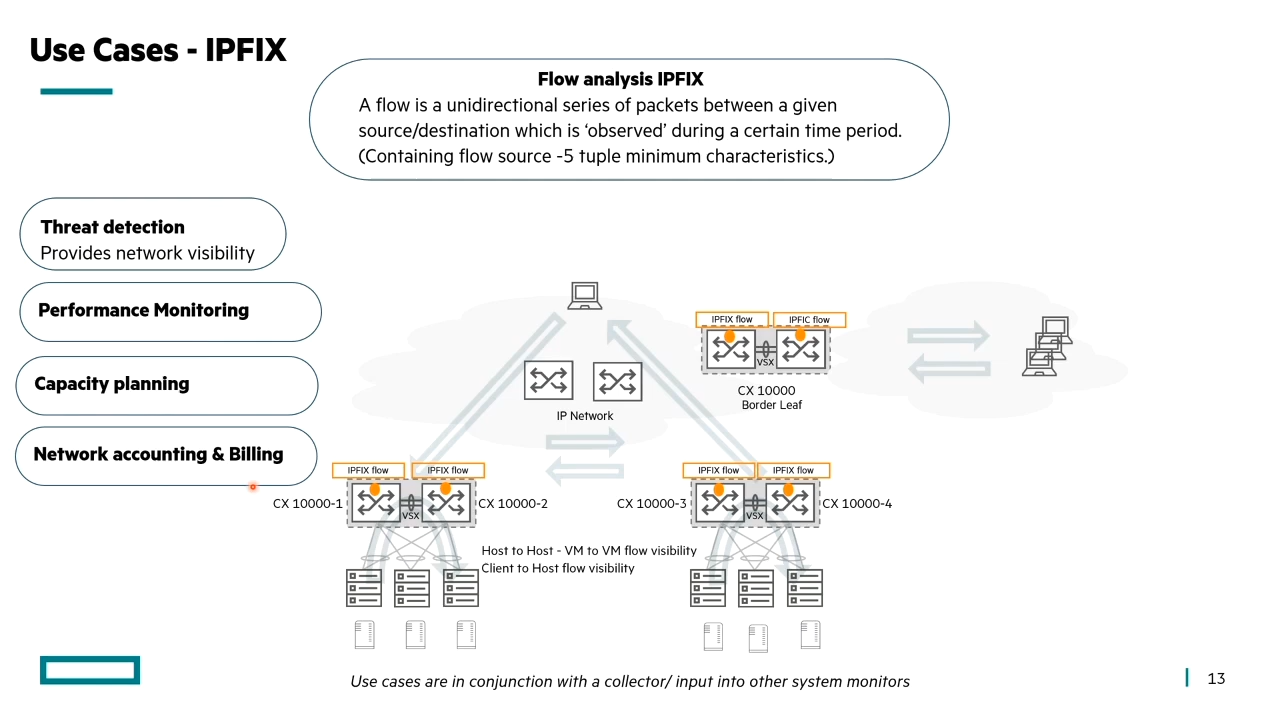 Use Cases - IPFIX
Flow analysis IPFIX
A flow is a unidirectional series of packets between a given
source/destination which is ‘observed’ during a certain time period.
(Containing flow source -5 tuple minimum characteristics.)
Threat detection
Provides network visibility
Performance Monitoring
Capacity planning
Network accounting & Billing
IPFIX flow
IPFIC flow
VSX
CX 10000
Border Leaf
IP Network
IPFIX flow
IPFIX flow
IPFIX flow
IPFIX flow
CX 10000-1
VSX
CX 10000-2
CX 10000-3
VSX
CX 10000-4
Host to Host - VM to VM flow visibility
Client to Host flow visibility
Use cases are in conjunction with a collector/ input into other system monitors
13